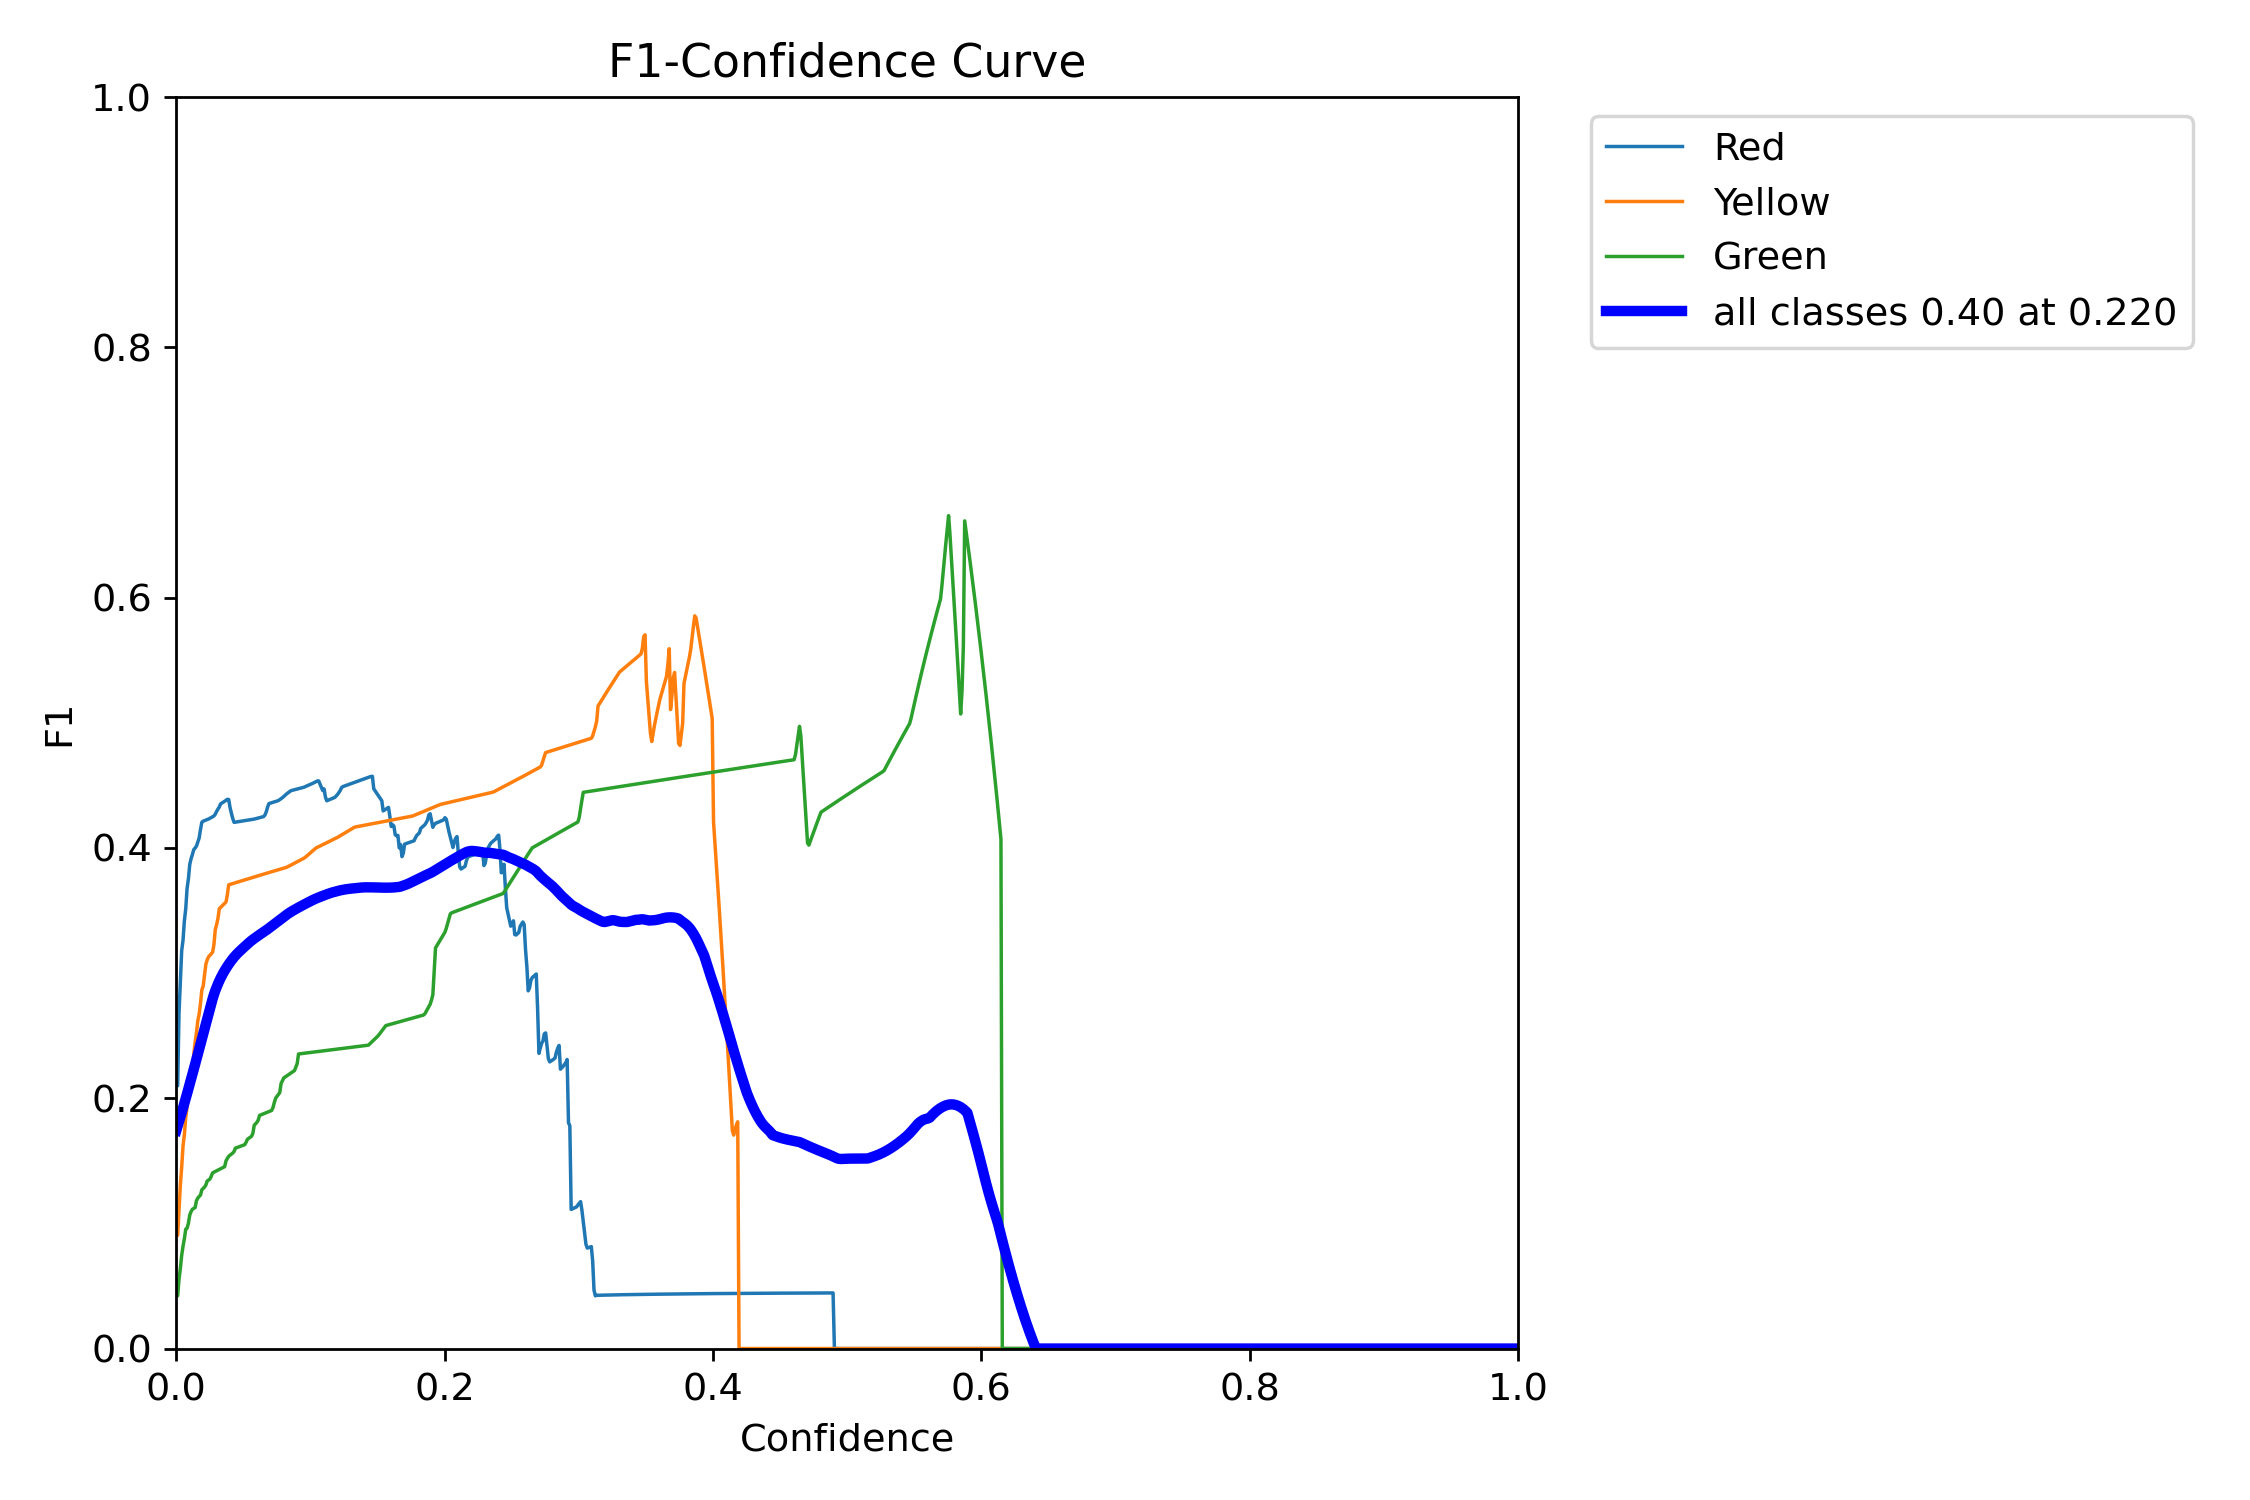 F1-Confidence Curve
1.0
0.8
0.6
0.4
0.2
0.0
F1
0.0 0.2 0.4 0.6 0.8 1.0
Confidence
Red
Yellow
Green
all classes 0.40 at 0.220